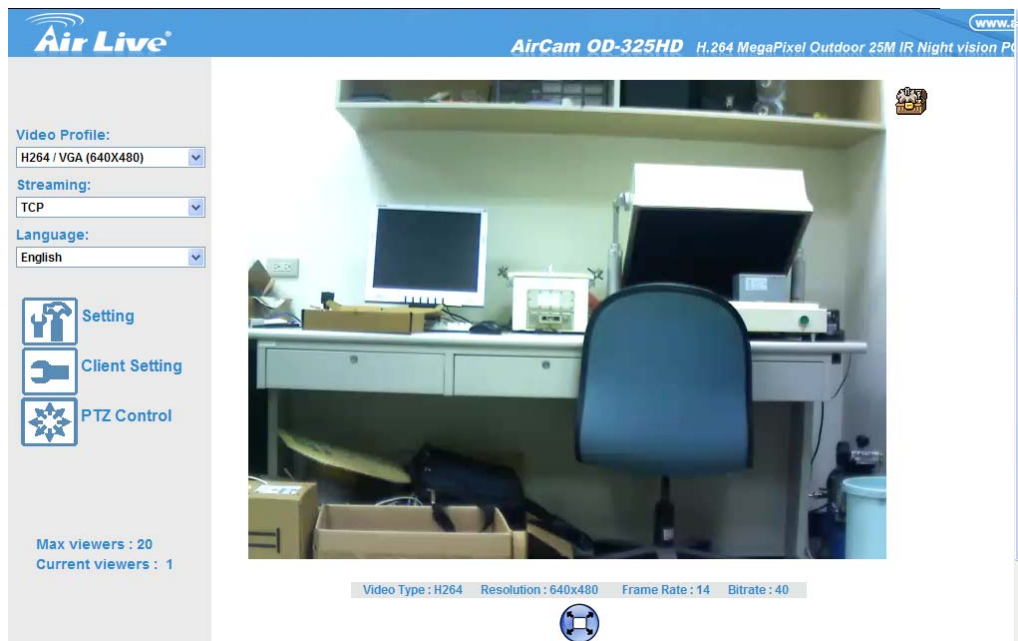 Air Live®
www.a
AirCam OD-325HD H.264 MegaPixel Outdoor 25M IR Night vision P
Video Profile:
H264 / VGA (640X480)
Streaming:
TCP
Language:
English
Setting
Client Setting
PTZ Control
Max viewers : 20
Current viewers : 1
Video Type : H264 Resolution : 640x480 Frame Rate : 14 Bitrate : 40